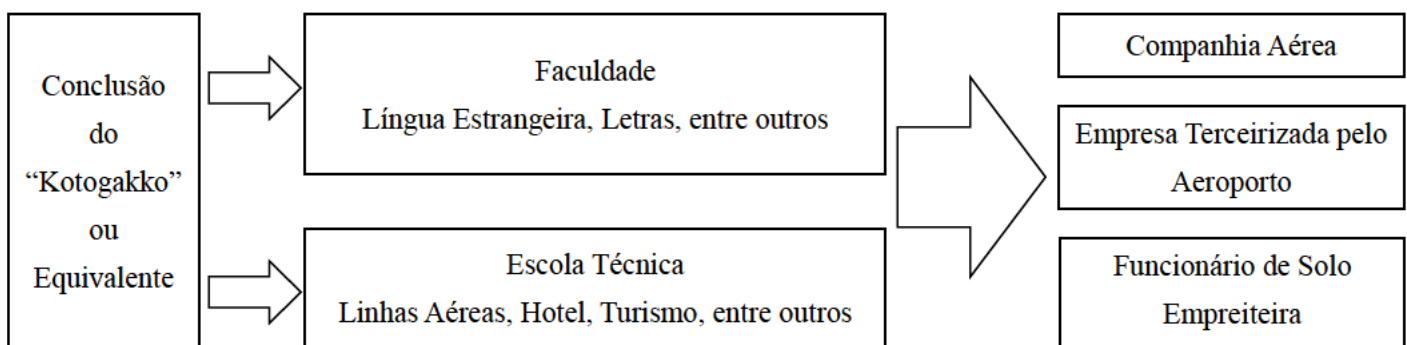 Conclusão
do
“Kotogakko”
ou
Equivalente
Faculdade
Língua Estrangeira, Letras, entre outros
Escola Técnica
Linhas Aéreas, Hotel, Turismo, entre outros
Companhia Aérea
Empresa Terceirizada pelo
Aeroporto
Funcionário de Solo
Empreiteira